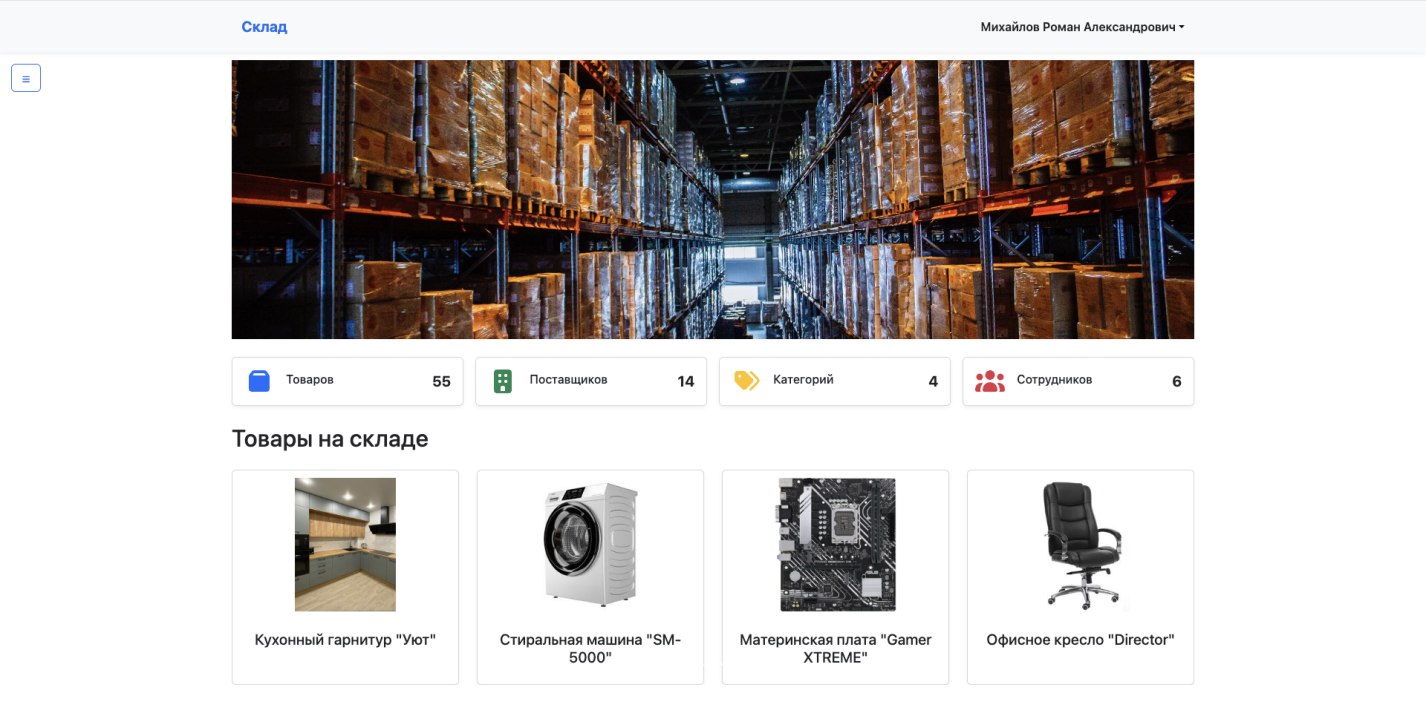 Склад
Михайлов Роман Александрович
Товаров 55
Поставщиков 14
Категорий 4
Сотрудников 6
Товары на складе
Кухонный гарнитур "Уют"
Стиральная машина "SM-
5000"
Материнская плата "Gamer
XTREME"
Офисное кресло "Director"